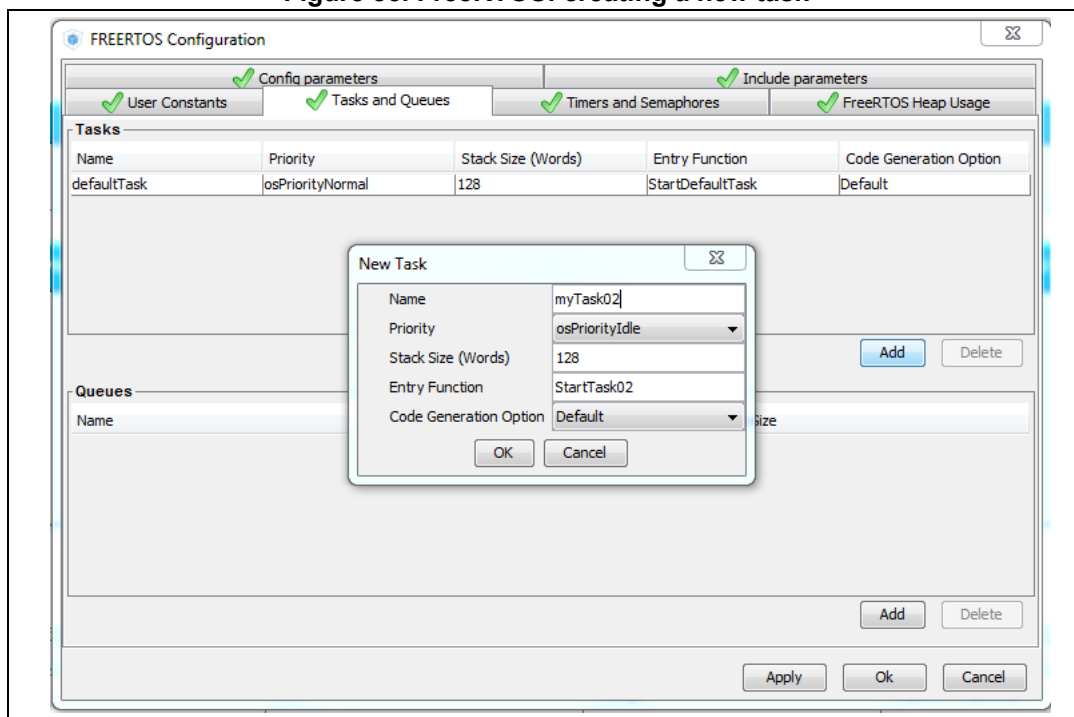 FREERTOS Configuration
Config parameters Include parameters
User Constants Tasks and Queues Timers and Semaphores FreeRTOS Heap Usage
Tasks
Name Priority Stack Size (Words) Entry Function Code Generation Option
defaultTask osPriorityNormal 128 StartDefaultTask Default
New Task
Name myTask02
Priority osPriorityIdle
Stack Size (Words) 128
Entry Function StartTask02
Code Generation Option Default
OK Cancel
Add Delete
Queues
Name Size
Add Delete
Apply Ok Cancel